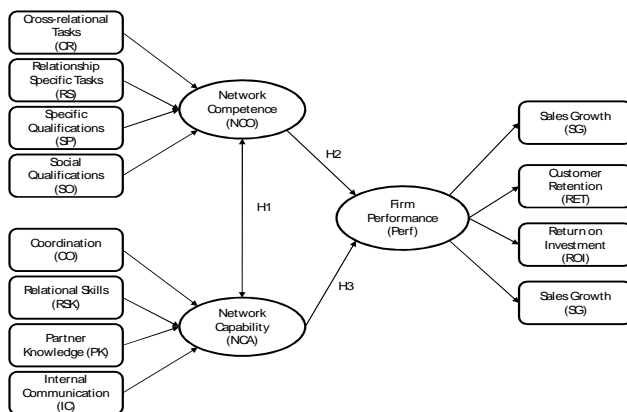 Cross-relational
Tasks
(CR)
Relationship
Specific Tasks
(RS)
Specific
Qualifications
(SP)
Social
Qualifications
(SO)
Coordination
(CO)
Relational Skills
(RSK)
Partner
Knowledge (PK)
Internal
Communication
(IC)
Network
Competence
(NCO)
H1
Network
Capability
(NCA)
H2
H3
Firm
Performance
(Perf)
Sales Growth
(SG)
Customer
Retention
(RET)
Return on
Investment
(ROI)
Sales Growth
(SG)